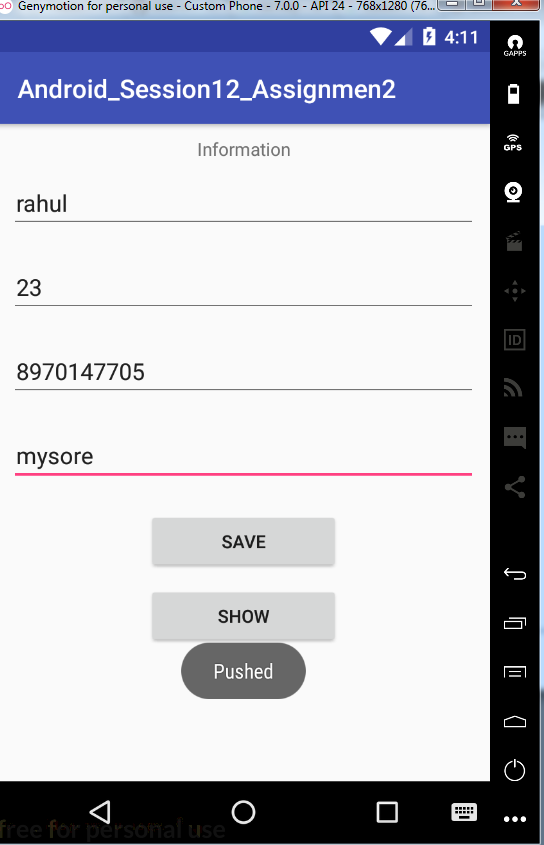 Genymotion for personal use - Custom Phone - 7.0.0 - API 24 - 768x1280 (76...
4:11
GAPPS
Android_Session12_Assignmen2
Information
GPS
rahul
23
ID
8970147705
mysore
SAVE
SHOW
Pushed
free for personal use